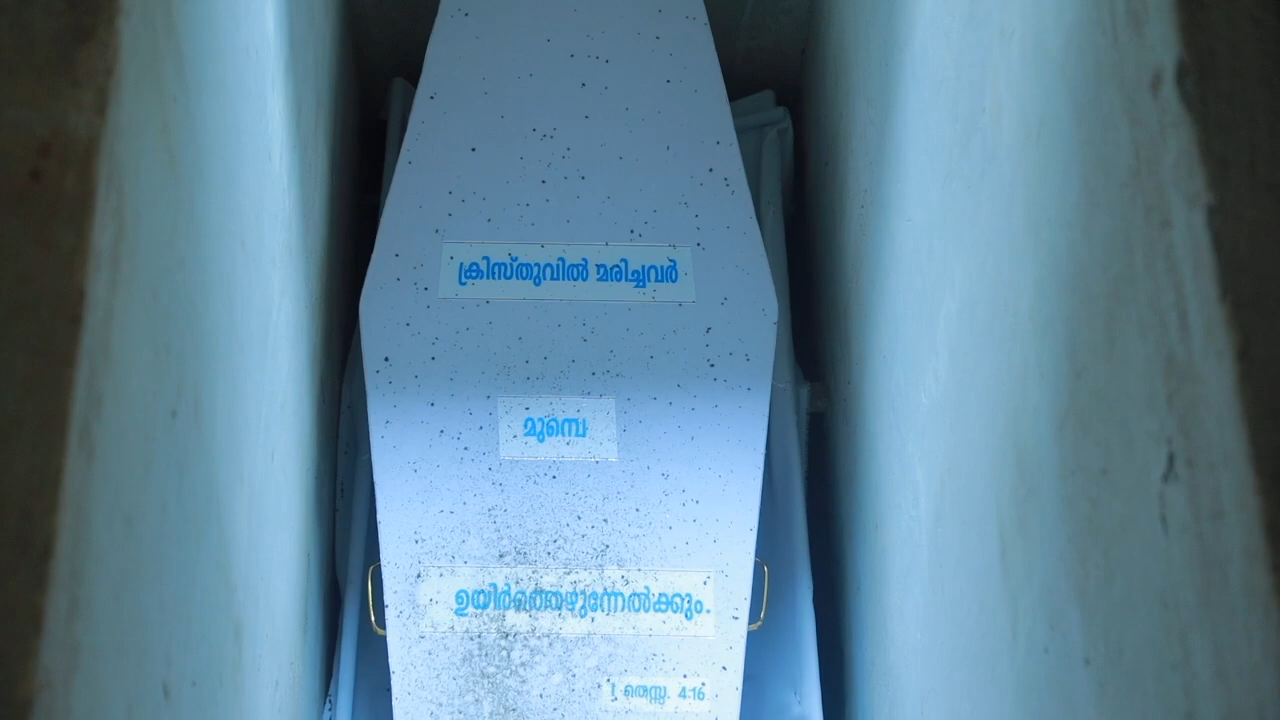 ക്രിസ്തുവിൽ മരിച്ചവർ
മുമ്പെ
ഉയിർത്തെഴുന്നേൽക്കും.
1 തെസ്സ. 4:16